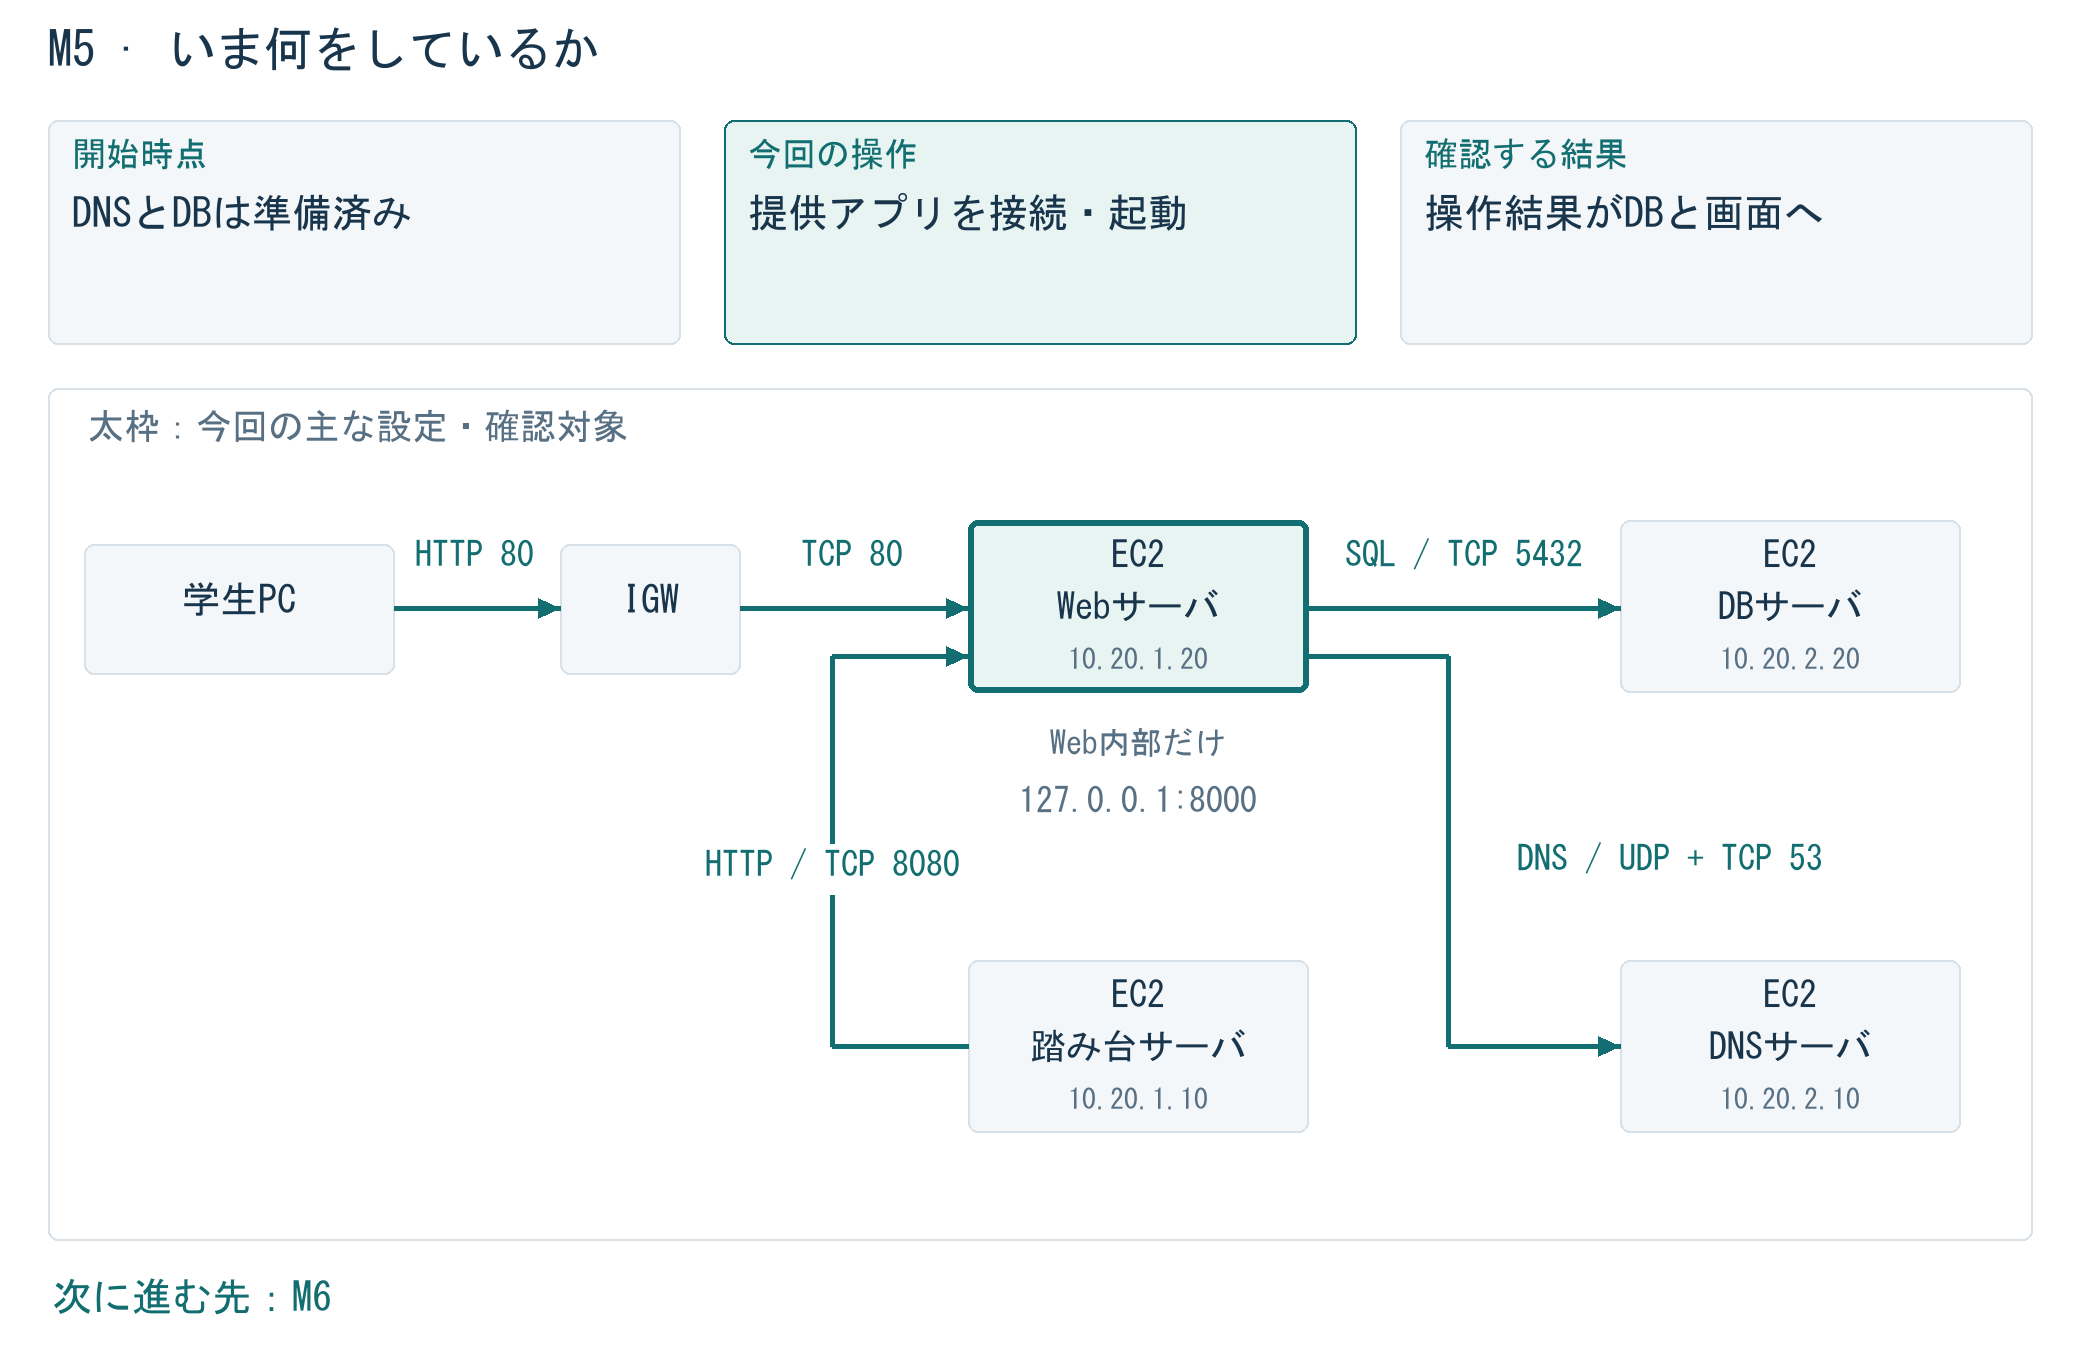 M5 · いま何をしているか
開始時点
DNSとDBは準備済み
今回の操作
提供アプリを接続・起動
確認する結果
操作結果がDBと画面へ
太枠：今回の主な設定・確認対象
学生PC
HTTP 80
IGW
TCP 80
EC2
Webサーバ
10.20.1.20
SQL / TCP 5432
EC2
DBサーバ
10.20.2.20
Web内部だけ
127.0.0.1:8000
HTTP / TCP 8080
DNS / UDP + TCP 53
EC2
踏み台サーバ
10.20.1.10
EC2
DNSサーバ
10.20.2.10
次に進む先：M6